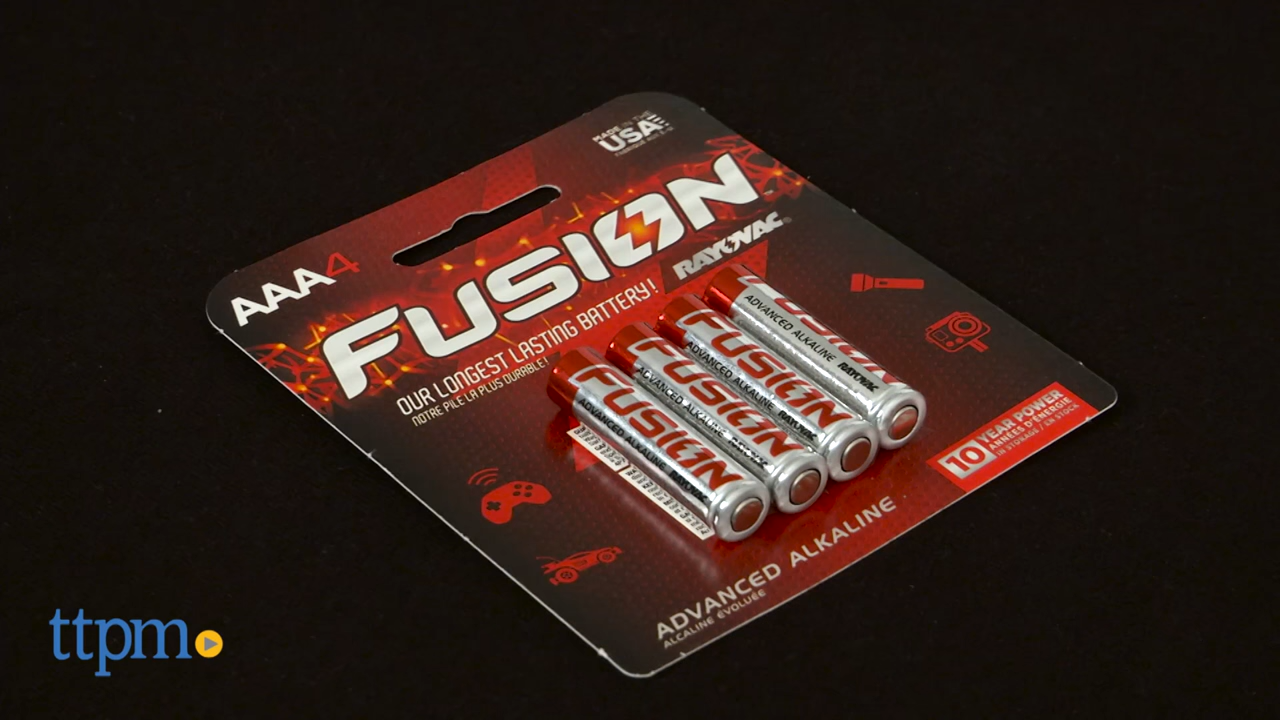 MADE IN THE
USA
AAA4
FUSION
RAYOVAC
OUR LONGEST LASTING BATTERY!
NOTRE PILE LA PLUS DURABLE!
FUSION
ADVANCED ALKALINE RAYOVAC
FUSION
ADVANCED ALKALINE RAYOVAC
FUSION
ADVANCED ALKALINE RAYOVAC
ADVANCED ALKALINE RAYOVAC
10 YEAR POWER
ANNÉES D'ÉNERGIE
IN STORAGE / EN STOCK
ADVANCED ALKALINE
ALCALINE ÉVOLUÉE
ttpm